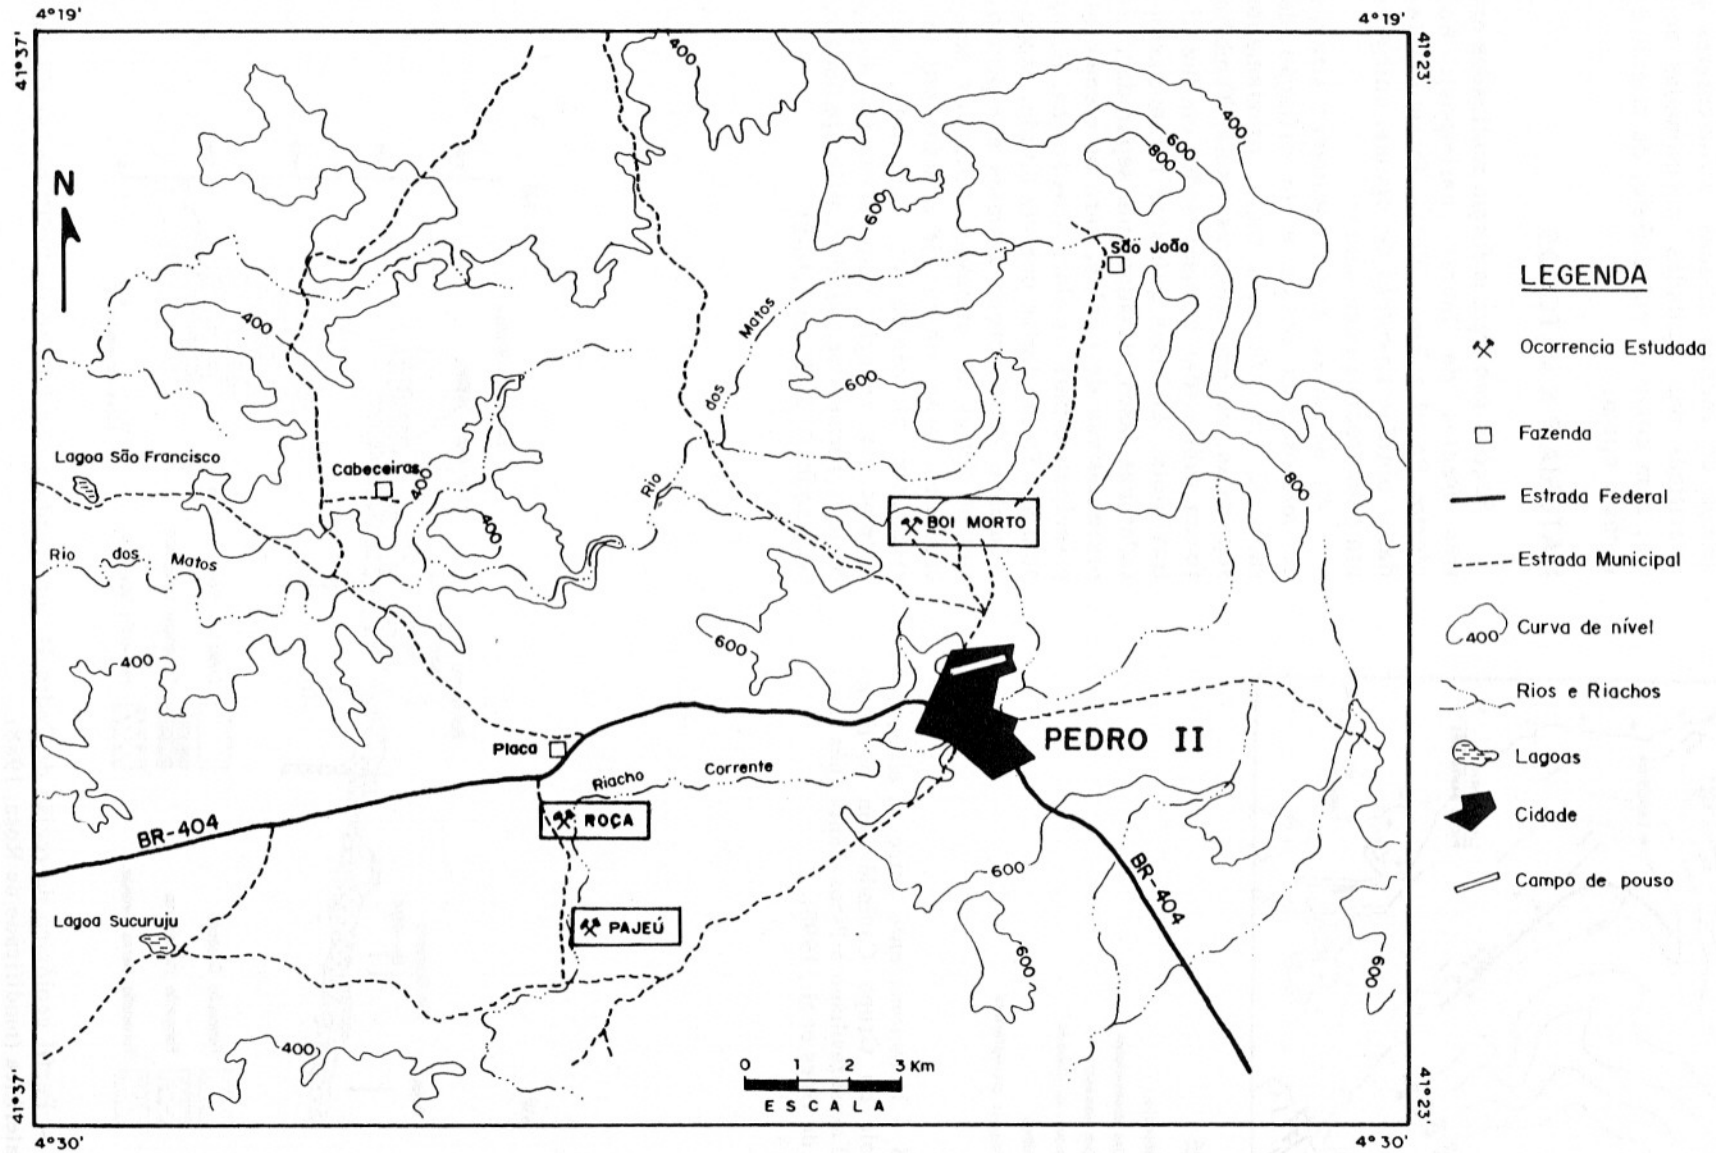 4°19'
4°19'
41°37'
41°23'
400
400
600
800
N
600
São João
LEGENDA
Matos
400
Ocorrencia Estudada
dos
600
Fazenda
Lagoa São Francisco
Cabeceiras
400
Rio
800
Estrada Federal
BOI MORTO
400
Rio dos Matos
Estrada Municipal
600
400
Curva de nível
400
Rios e Riachos
PEDRO II
Placa
Lagoas
Riacho Corrente
BR-404
ROÇA
Cidade
600
BR-404
Campo de pouso
Lagoa Sucuruju
PAJEÚ
600
600
400
0 1 2 3 Km
ESCALA
41°37'
41°23'
4°30'
4°30'